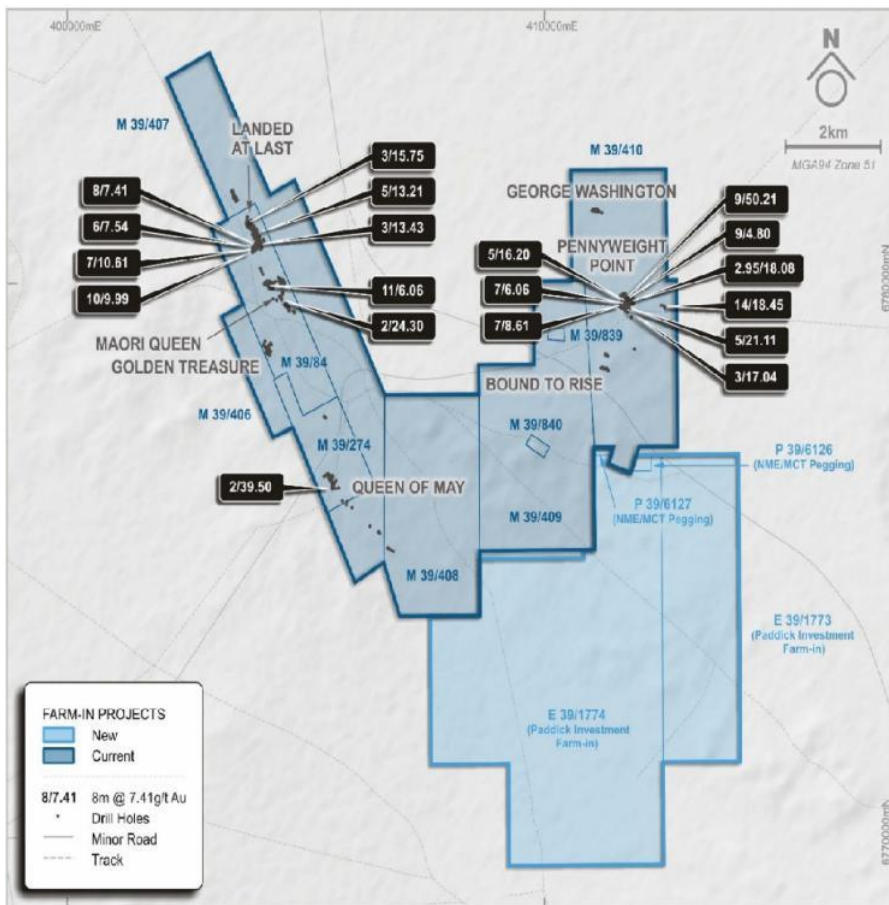 400000mE
410000mE
N
2km
MGA94 Zone 51
M 39/407
LANDED
AT LAST
3/15.75
5/13.21
3/13.43
8/7.41
6/7.54
7/10.61
10/9.99
11/6.06
2/24.30
MAORI QUEEN
GOLDEN TREASURE
M 39/84
M 39/406
M 39/274
2/39.50
QUEEN OF MAY
M 39/408
M 39/410
GEORGE WASHINGTON
PENNYWEIGHT
POINT
9/50.21
9/4.80
2.95/18.08
14/18.45
5/21.11
3/17.04
5/16.20
7/6.06
7/8.61
M 39/839
BOUND TO RISE
M 39/840
M 39/409
6780000mN
P 39/6126
(NME/MCT Pegging)
P 39/6127
(NME/MCT Pegging)
E 39/1773
(Paddick Investment
Farm-in)
E 39/1774
(Paddick Investment
Farm-in)
6770000mN
FARM-IN PROJECTS
New
Current
8/7.41 8m @ 7.41g/t Au
Drill Holes
Minor Road
Track